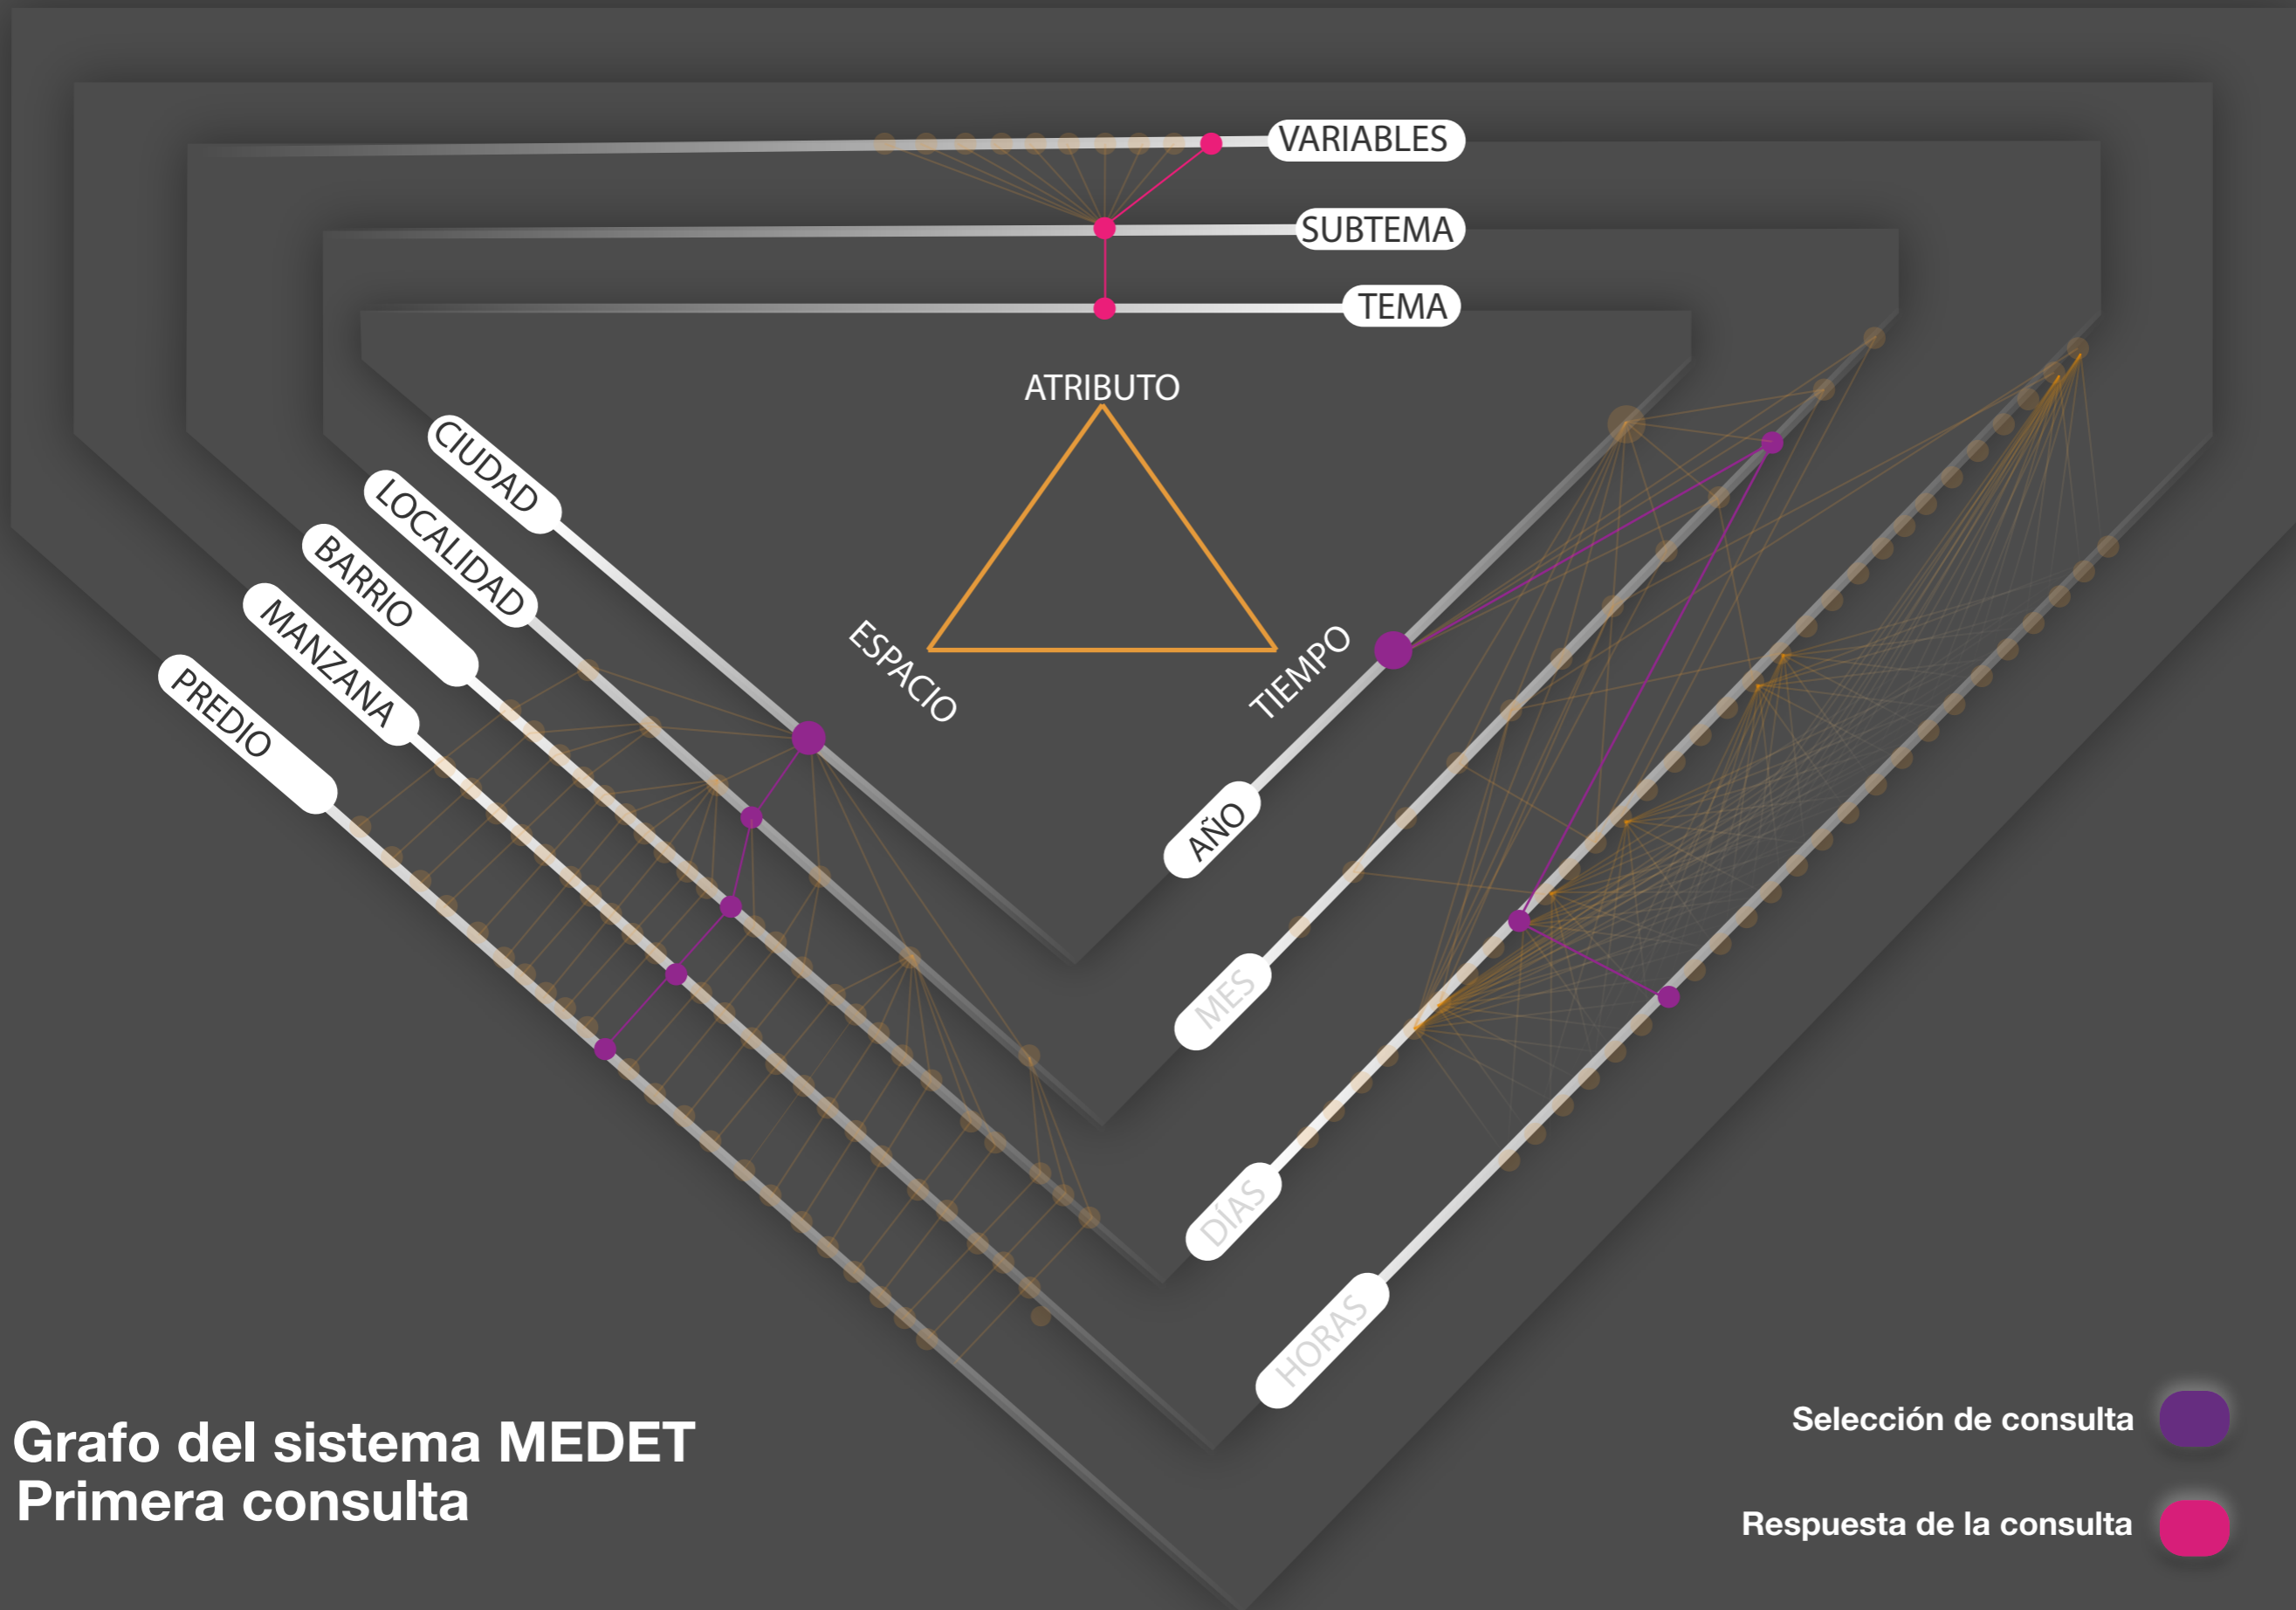 VARIABLES
SUBTEMA
TEMA
ATRIBUTO
ESPACIO
TIEMPO
CIUDAD
LOCALIDAD
BARRIO
MANZANA
PREDIO
AÑO
MES
DÍAS
HORAS
Grafo del sistema MEDET
Primera consulta
Selección de consulta
Respuesta de la consulta